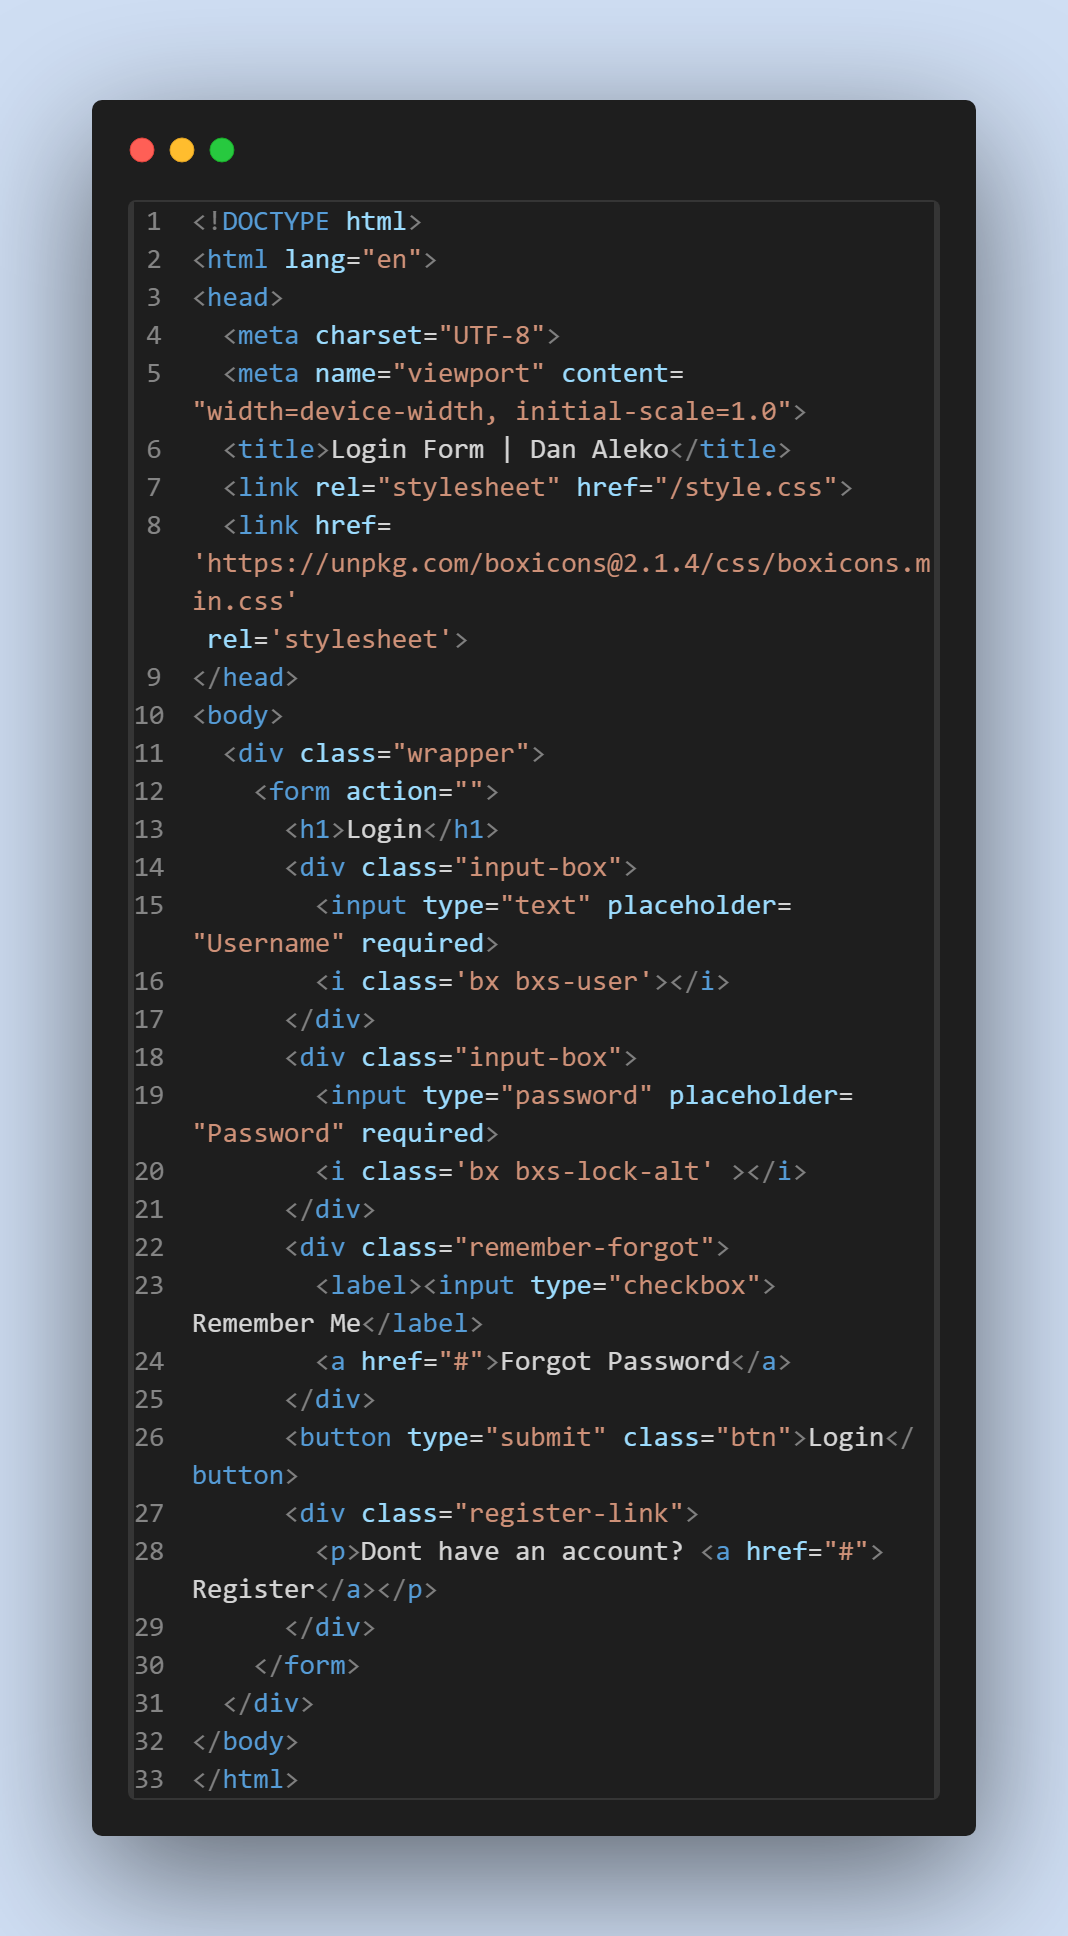 1 <!DOCTYPE html>
2 <html lang="en">
3 <head>
4   <meta charset="UTF-8">
5   <meta name="viewport" content=
"width=device-width, initial-scale=1.0">
6   <title>Login Form | Dan Aleko</title>
7   <link rel="stylesheet" href="/style.css">
8   <link href=
'https://unpkg.com/boxicons@2.1.4/css/boxicons.m
in.css'
 rel='stylesheet'>
9 </head>
10 <body>
11   <div class="wrapper">
12     <form action="">
13       <h1>Login</h1>
14       <div class="input-box">
15         <input type="text" placeholder=
"Username" required>
16         <i class='bx bxs-user'></i>
17       </div>
18       <div class="input-box">
19         <input type="password" placeholder=
"Password" required>
20         <i class='bx bxs-lock-alt' ></i>
21       </div>
22       <div class="remember-forgot">
23         <label><input type="checkbox">
Remember Me</label>
24         <a href="#">Forgot Password</a>
25       </div>
26       <button type="submit" class="btn">Login</
button>
27       <div class="register-link">
28         <p>Dont have an account? <a href="#">
Register</a></p>
29       </div>
30     </form>
31   </div>
32 </body>
33 </html>